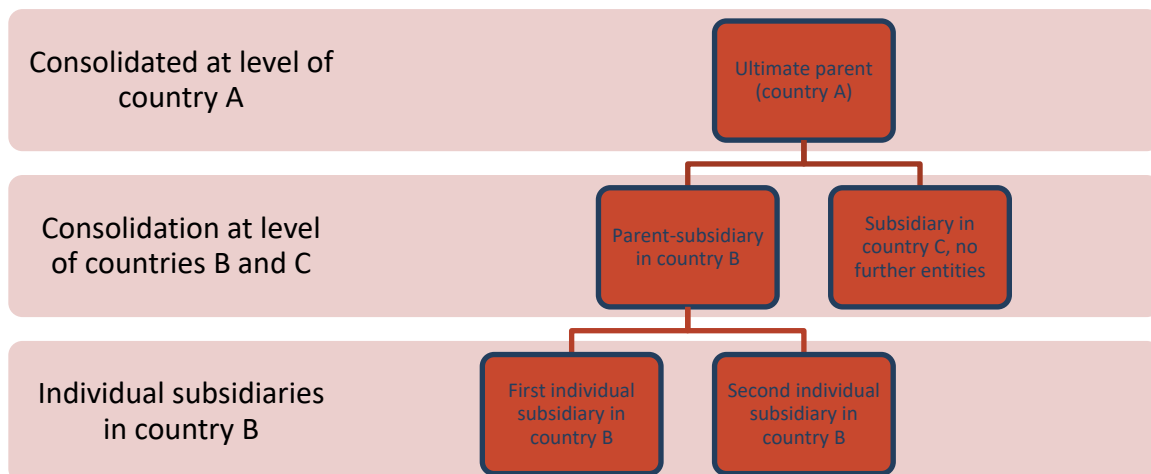 Consolidated at level of
country A
Ultimate parent
(country A)
Consolidation at level
of countries B and C
Parent-subsidiary
in country B
Subsidiary in
country C, no
further entities
Individual subsidiaries
in country B
First individual
subsidiary in
country B
Second individual
subsidiary in
country B